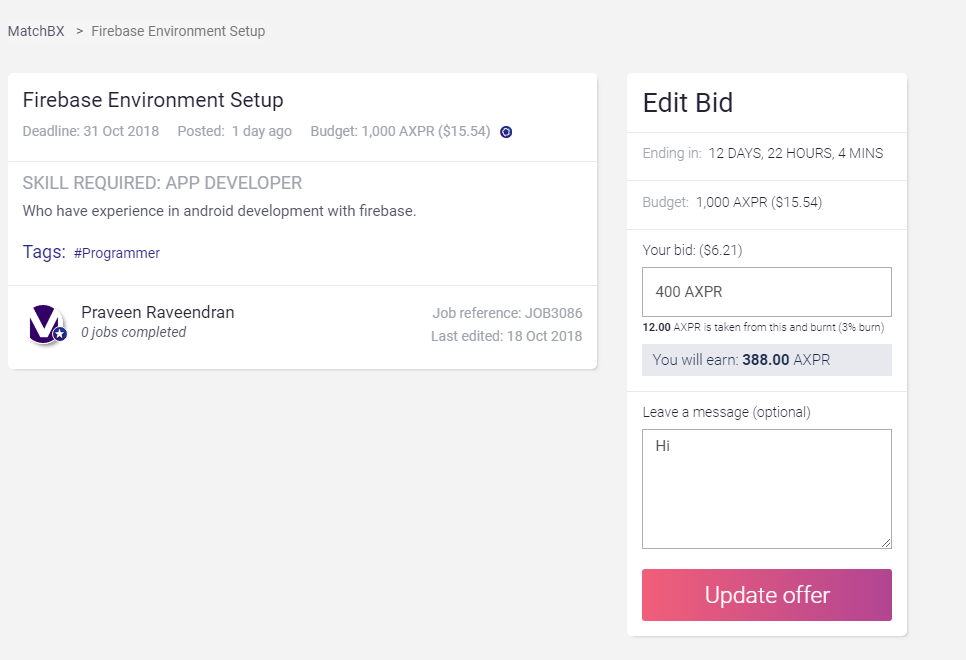 MatchBX > Firebase Environment Setup
Firebase Environment Setup
Deadline: 31 Oct 2018 Posted: 1 day ago Budget: 1,000 AXPR ($15.54)
SKILL REQUIRED: APP DEVELOPER
Who have experience in android development with firebase.
Tags: #Programmer
Praveen Raveendran
0 jobs completed
Job reference: JOB3086
Last edited: 18 Oct 2018
Edit Bid
Ending in: 12 DAYS, 22 HOURS, 4 MINS
Budget: 1,000 AXPR ($15.54)
Your bid: ($6.21)
400 AXPR
12.00 AXPR is taken from this and burnt (3% burn)
You will earn: 388.00 AXPR
Leave a message (optional)
Hi
Update offer